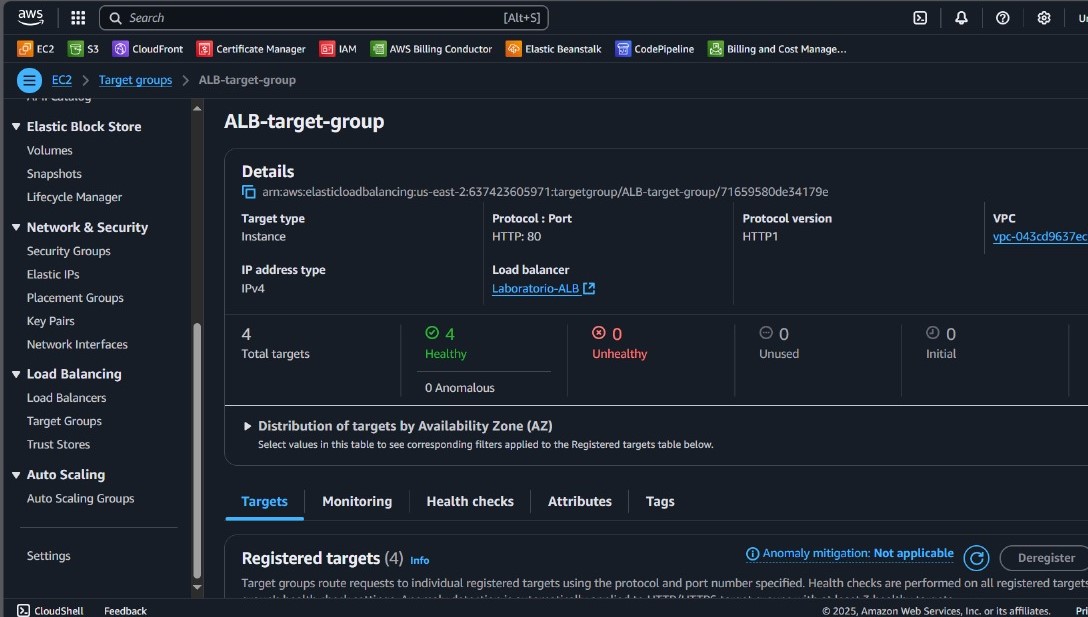 aws
Search [Alt+S]
EC2 S3 CloudFront Certificate Manager IAM AWS Billing Conductor Elastic Beanstalk CodePipeline Billing and Cost Manage...
EC2 > Target groups > ALB-target-group
Elastic Block Store
Volumes
Snapshots
Lifecycle Manager
Network & Security
Security Groups
Elastic IPs
Placement Groups
Key Pairs
Network Interfaces
Load Balancing
Load Balancers
Target Groups
Trust Stores
Auto Scaling
Auto Scaling Groups
Settings
ALB-target-group
Details
arn:aws:elasticloadbalancing:us-east-2:637423605971:targetgroup/ALB-target-group/71659580de34179e
Target type
Instance
Protocol : Port
HTTP: 80
Protocol version
HTTP1
VPC
vpc-043cd9637ec
IP address type
IPv4
Load balancer
Laboratorio-ALB
4
Total targets
4
Healthy
0 Anomalous
0
Unhealthy
0
Unused
0
Initial
Distribution of targets by Availability Zone (AZ)
Select values in this table to see corresponding filters applied to the Registered targets table below.
Targets Monitoring Health checks Attributes Tags
Registered targets (4) Info
Anomaly mitigation: Not applicable
Deregister
Target groups route requests to individual registered targets using the protocol and port number specified. Health checks are performed on all registered targets
CloudShell Feedback
© 2025, Amazon Web Services, Inc. or its affiliates.